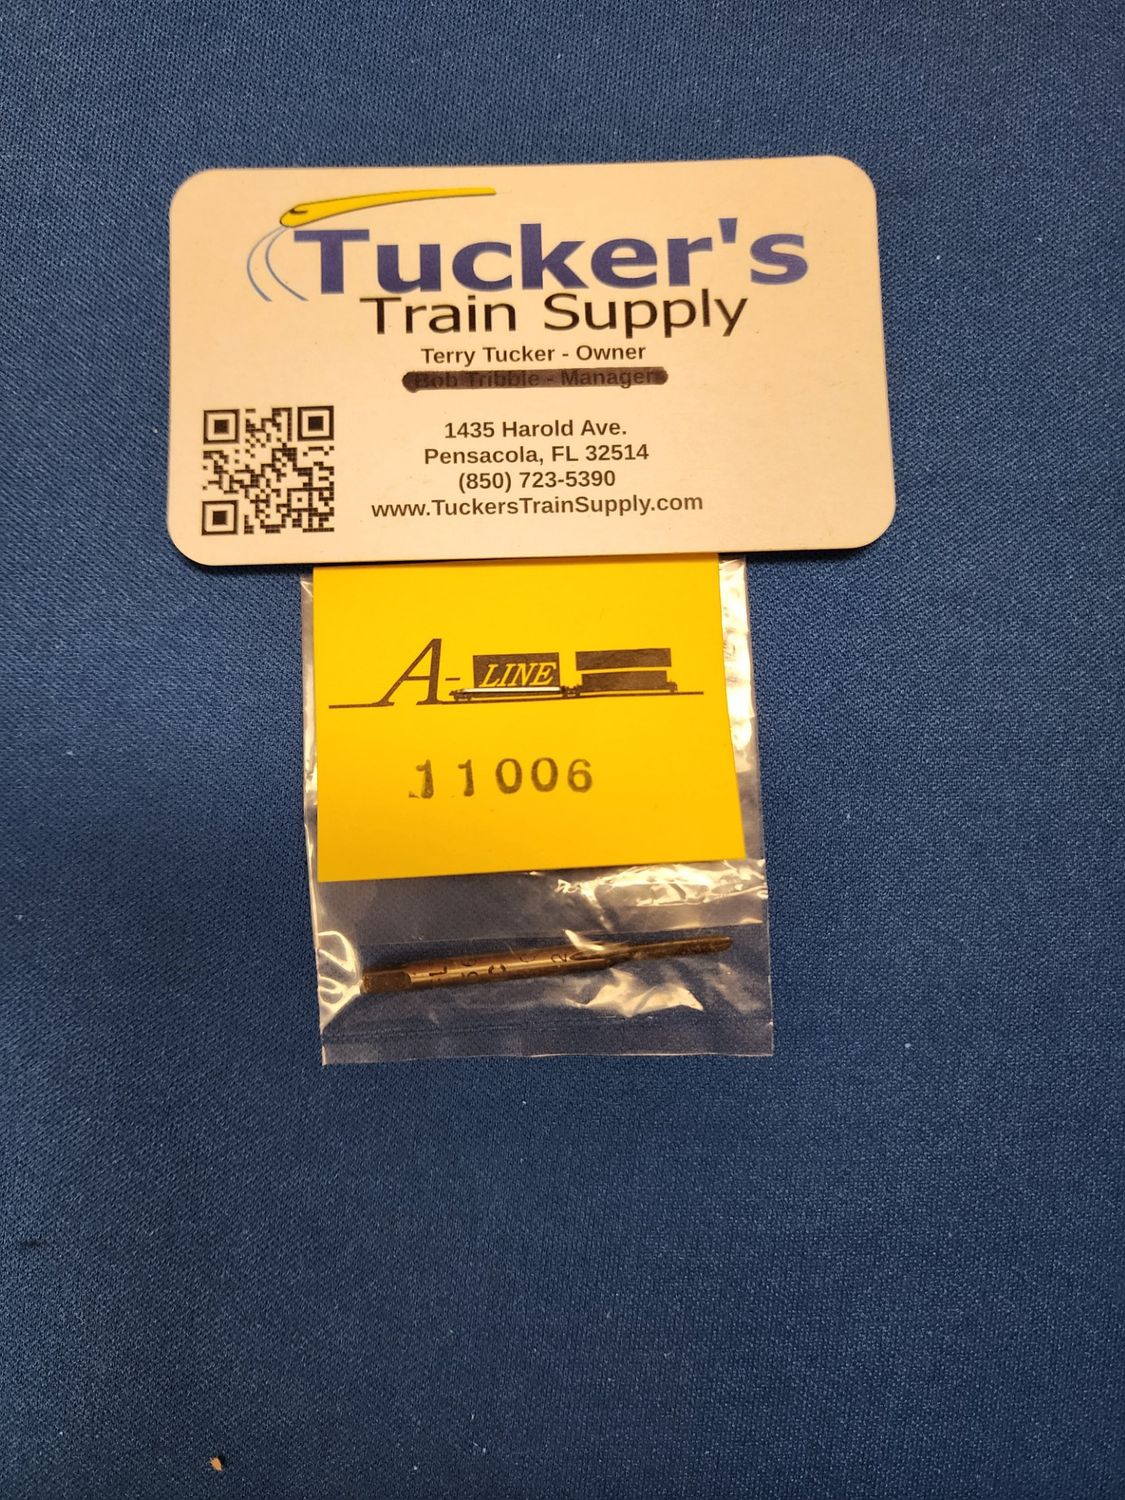 Tucker's
Train Supply
Terry Tucker - Owner
Bob Tribble - Manager
1435 Harold Ave.
Pensacola, FL 32514
(850) 723-5390
www.TuckersTrainSupply.com
A-LINE
11006